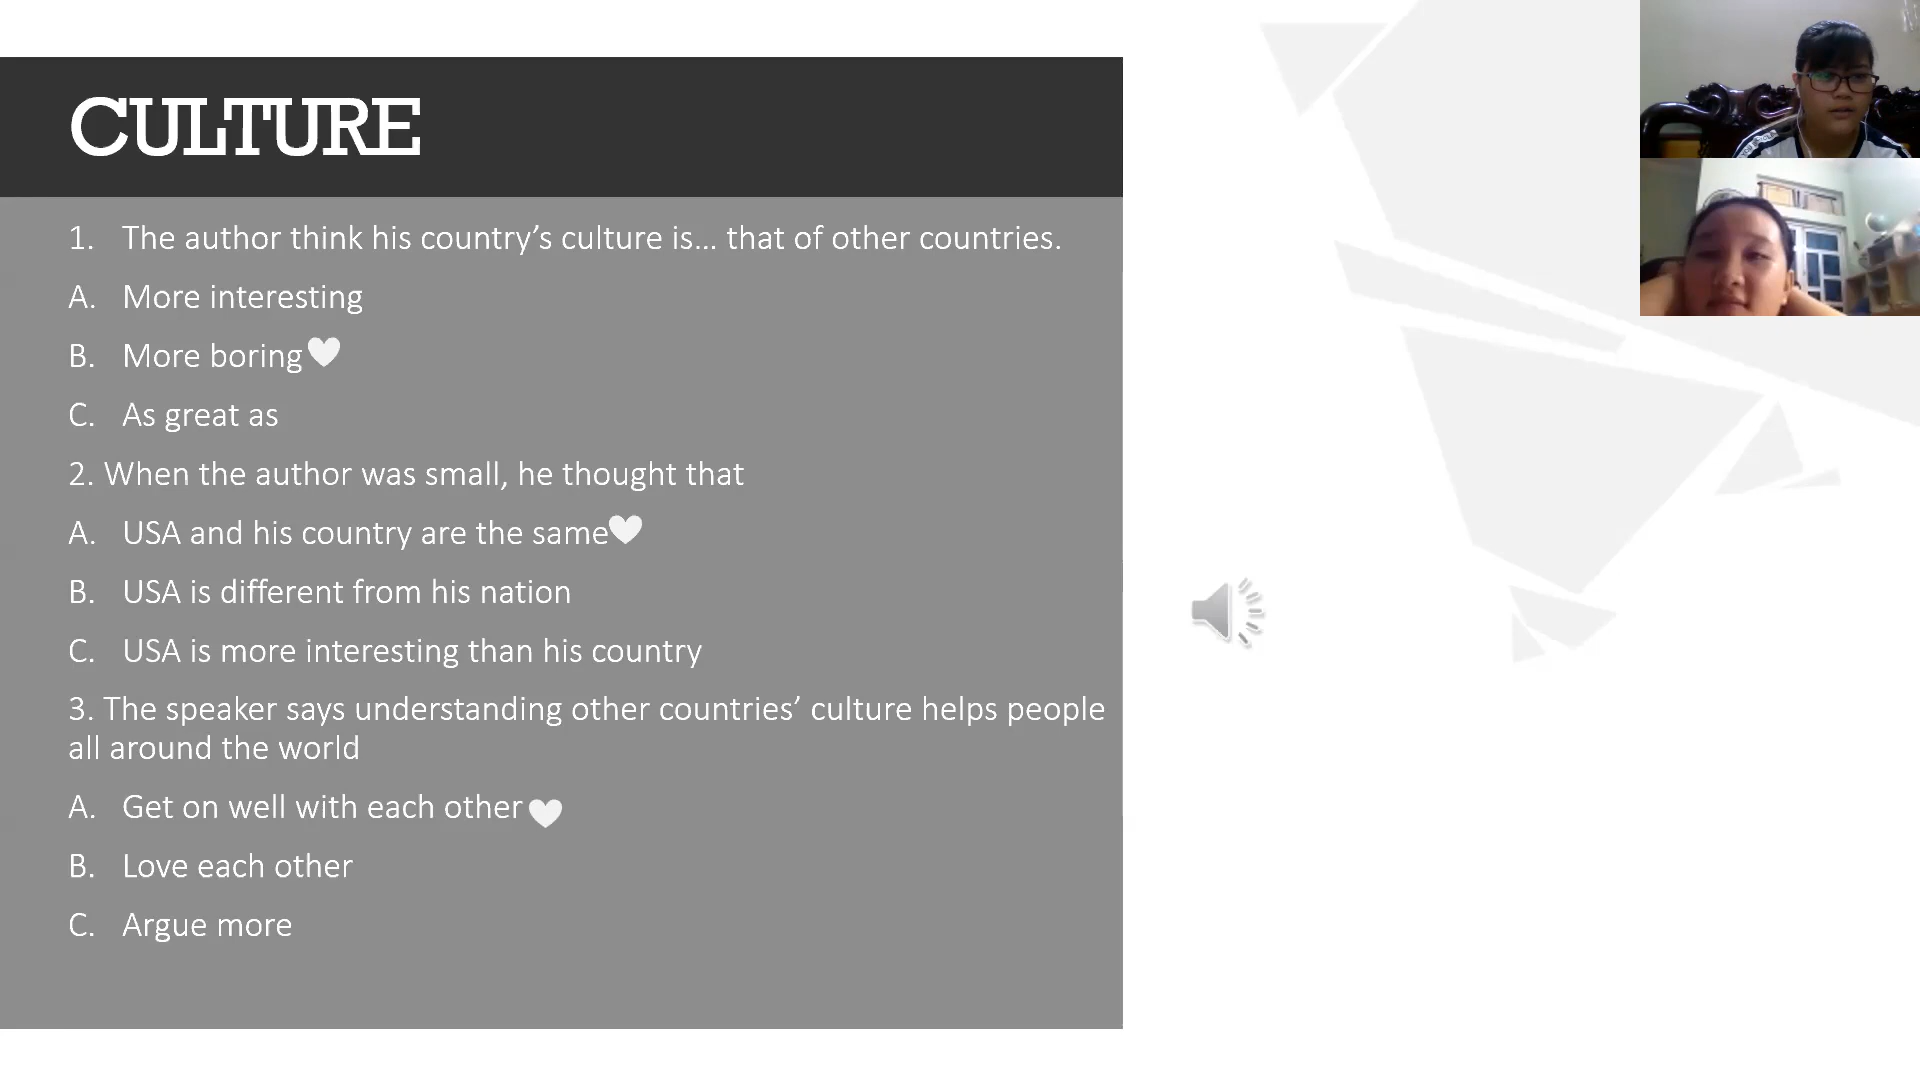 CULTURE
1. The author think his country’s culture is... that of other countries.
A. More interesting
B. More boring
C. As great as
2. When the author was small, he thought that
A. USA and his country are the same
B. USA is different from his nation
C. USA is more interesting than his country
3. The speaker says understanding other countries’ culture helps people
all around the world
A. Get on well with each other
B. Love each other
C. Argue more